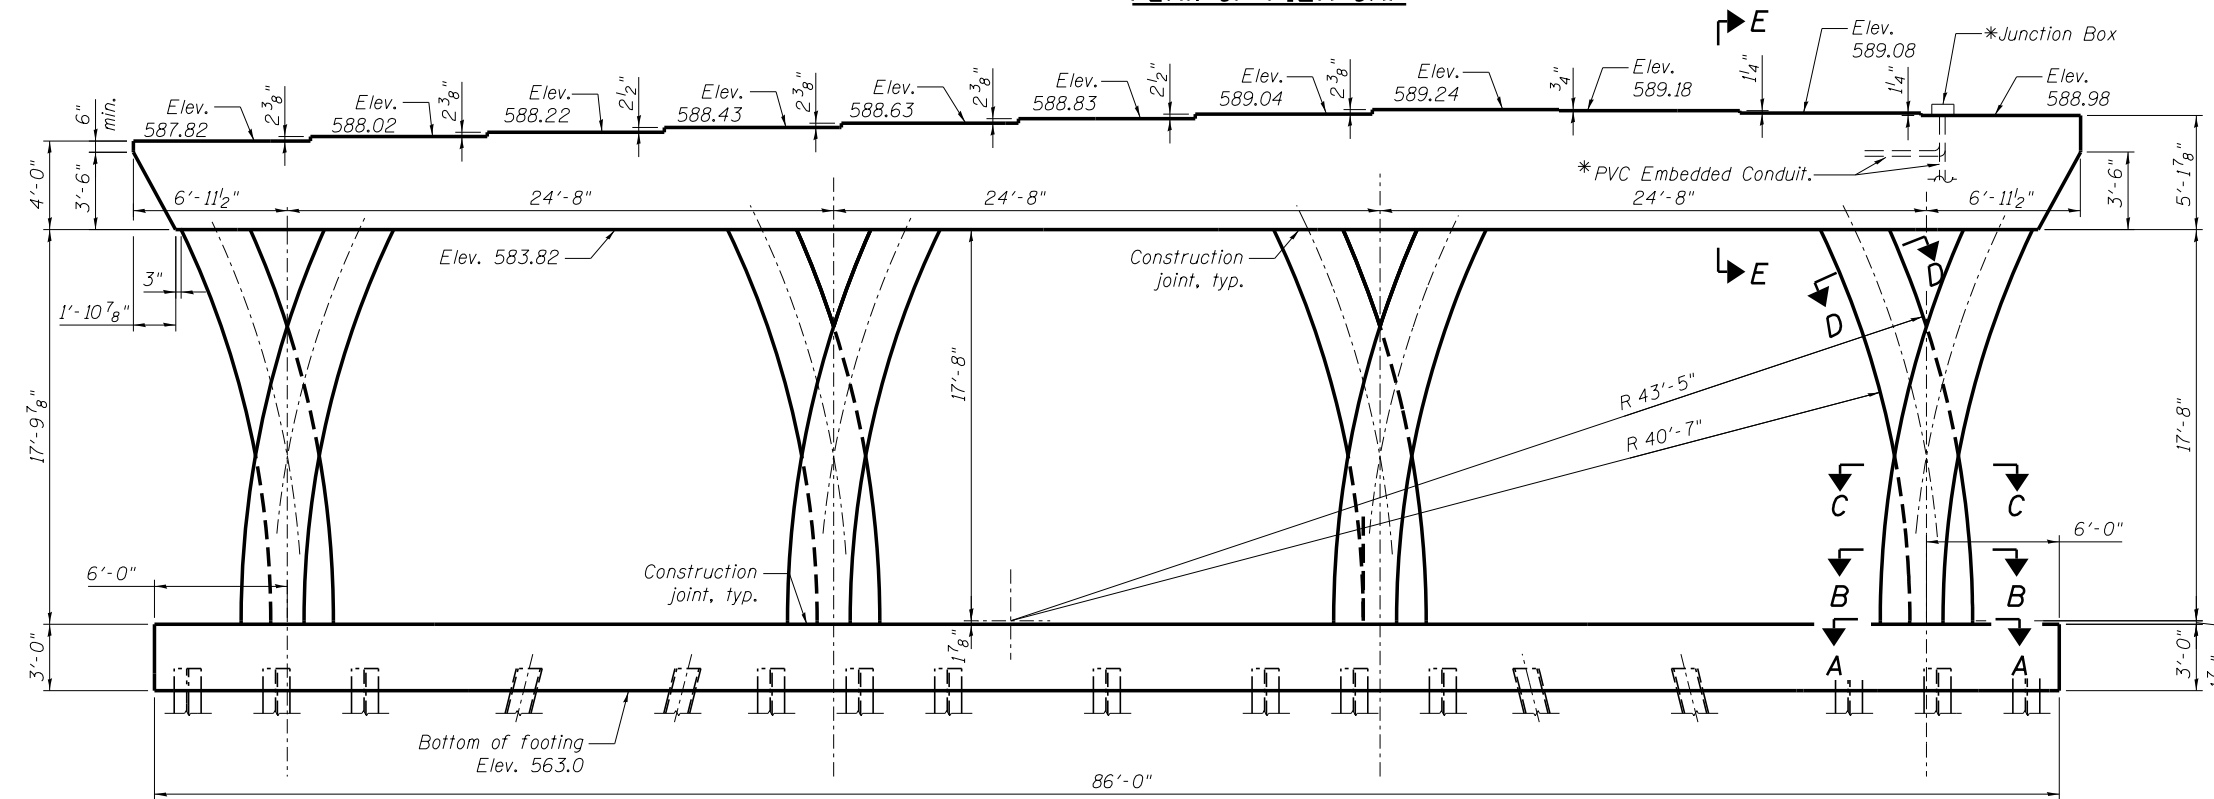 E
Elev.
589.08
*Junction Box
6" min.
Elev.
587.82
2 3/8"
Elev.
588.02
2 3/8"
Elev.
588.22
2 1/2"
Elev.
588.43
2 3/8"
Elev.
588.63
2 3/8"
Elev.
588.83
2 1/2"
Elev.
589.04
2 3/8"
Elev.
589.24
3/4"
Elev.
589.18
1 1/4"
1 1/4"
Elev.
588.98
4'-0"
3'-6"
*PVC Embedded Conduit.
3'-6"
5'-1 7/8"
6'-11 1/2"
24'-8"
24'-8"
24'-8"
6'-11 1/2"
Elev. 583.82
Construction
joint, typ.
E
D
D
3"
1'-10 7/8"
17'-9 7/8"
17'-8"
R 43'-5"
R 40'-7"
17'-8"
C
C
6'-0"
6'-0"
Construction
joint, typ.
B
B
1 7/8"
3'-0"
A
A
3'-0"
Bottom of footing
Elev. 563.0
86'-0"